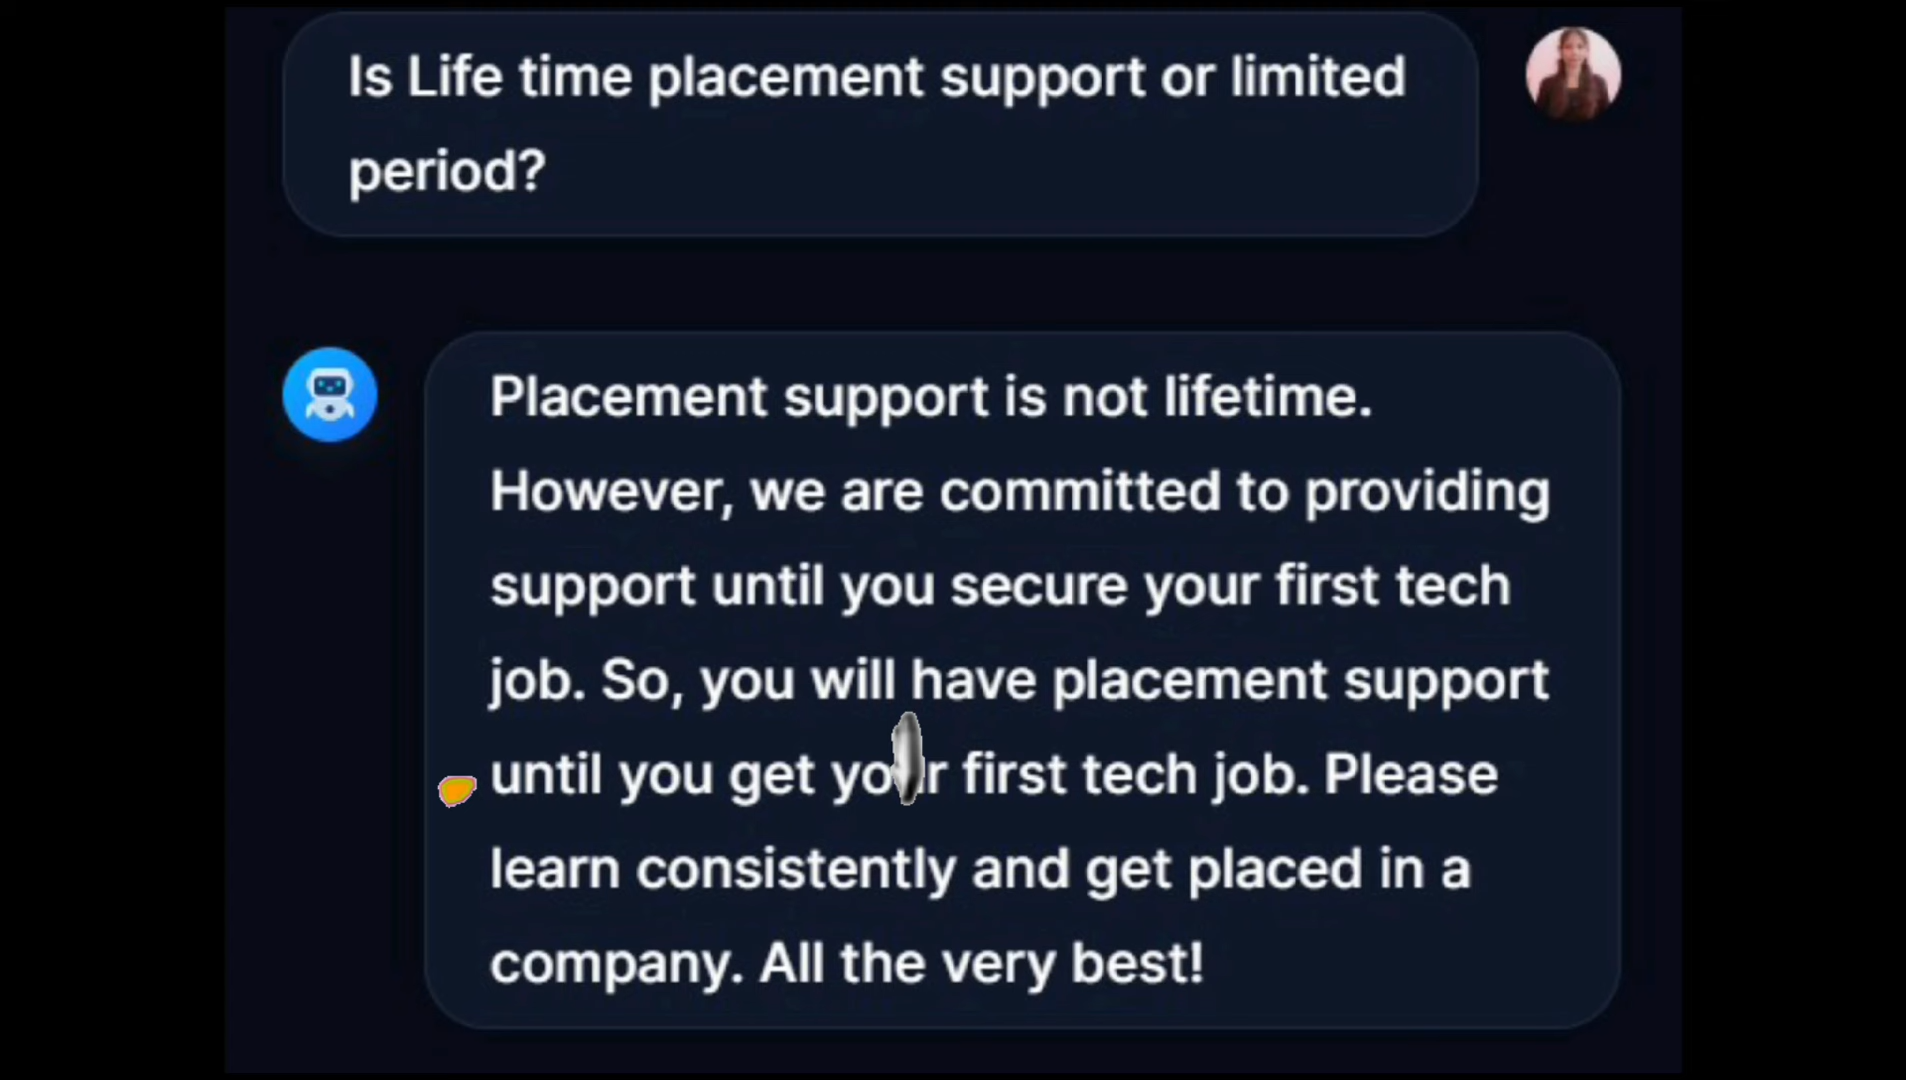 Is Life time placement support or limited
period?
Placement support is not lifetime.
However, we are committed to providing
support until you secure your first tech
job. So, you will have placement support
until you get your first tech job. Please
learn consistently and get placed in a
company. All the very best!